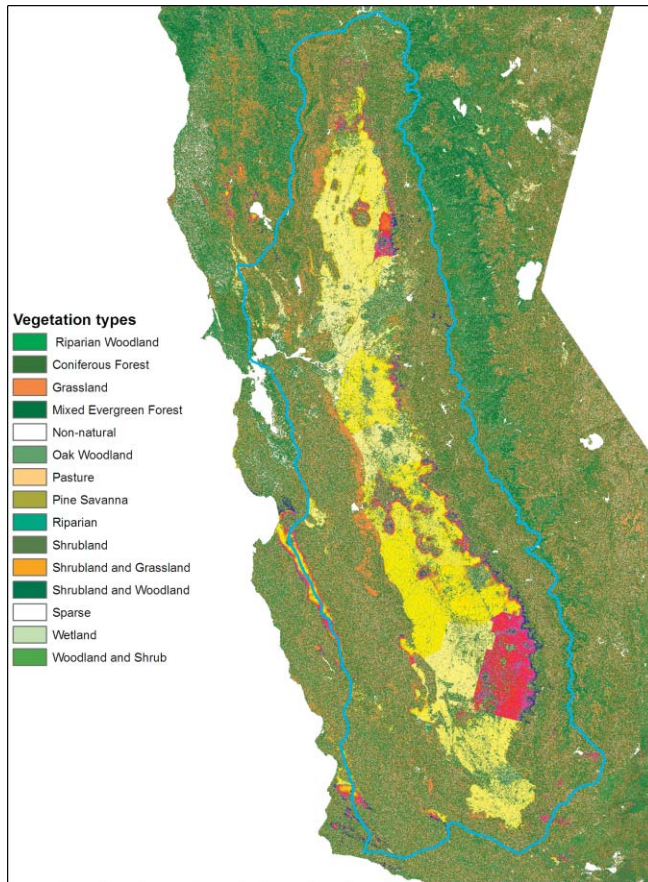 Vegetation types
Riparian Woodland
Coniferous Forest
Grassland
Mixed Evergreen Forest
Non-natural
Oak Woodland
Pasture
Pine Savanna
Riparian
Shrubland
Shrubland and Grassland
Shrubland and Woodland
Sparse
Wetland
Woodland and Shrub